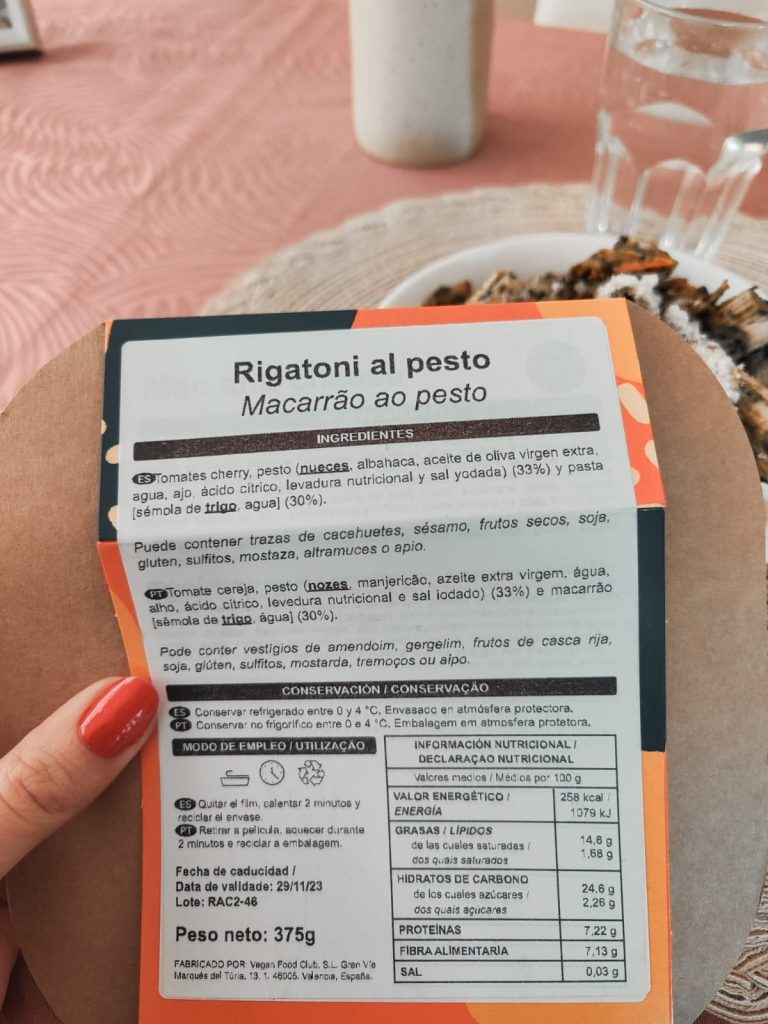 Rigatoni al pesto
Macarrão ao pesto
INGREDIENTES
ES Tomates cherry, pesto (nueces, albahaca, aceite de oliva virgen extra,
agua, ajo, ácido cítrico, levadura nutricional y sal yodada) (33%) y pasta
[sémola de trigo, agua] (30%).
Puede contener trazas de cacahuetes, sésamo, frutos secos, soja,
gluten, sulfitos, mostaza, altramuces o apio.
PT Tomate cereja, pesto (nozes, manjericão, azeite extra virgem, água,
alho, ácido cítrico, levedura nutricional e sal iodado) (33%) e macarrão
[sêmola de trigo, água] (30%).
Pode conter vestígios de amendoim, gergelim, frutos de casca rija,
soja, glúten, sulfitos, mostarda, tremoços ou aipo.
CONSERVACIÓN / CONSERVAÇÃO
ES Conservar refrigerado entre 0 y 4 °C. Envasado en atmósfera protectora.
PT Conservar no frigorífico entre 0 e 4 °C. Embalagem em atmosfera protetora.
MODO DE EMPLEO / UTILIZAÇÃO
ES Quitar el film, calentar 2 minutos y
reciclar el envase.
PT Retirar a película, aquecer durante
2 minutos e reciclar a embalagem.
Fecha de caducidad /
Data de validade: 29/11/23
Lote: RAC2-46
Peso neto: 375g
FABRICADO POR: Vegan Food Club, S.L. Gran Vía
Marqués del Túria, 13, 1. 46005. Valencia, España.
INFORMACIÓN NUTRICIONAL /
DECLARAÇAO NUTRICIONAL
Valores medios / Médios por 100 g
VALOR ENERGÉTICO / 258 kcal /
ENERGÍA 1079 kJ
GRASAS / LÍPIDOS 14,6 g
de las cuales saturadas / 1,68 g
dos quais saturados
HIDRATOS DE CARBONO 24,6 g
de los cuales azúcares / 2,26 g
dos quais açúcares
PROTEÍNAS 7,22 g
FIBRA ALIMENTARIA 7,13 g
SAL 0,03 g